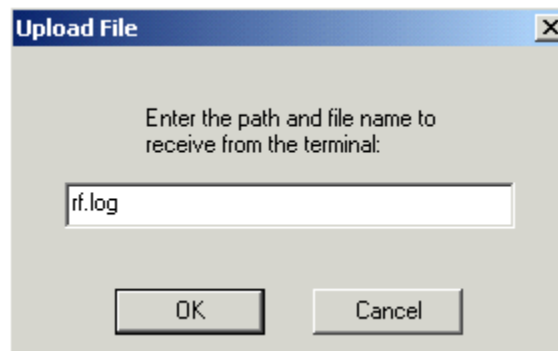 Upload File
Enter the path and file name to
receive from the terminal:
rf.log
OK
Cancel